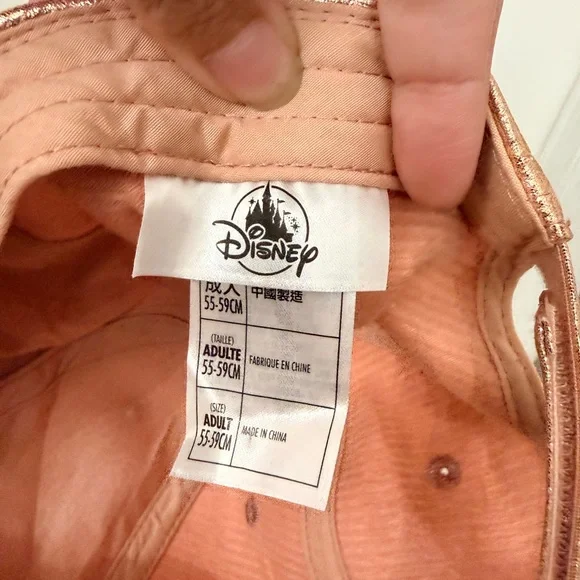 Disney
成人 中國製造
55-59CM
(TAILLE)
ADULTE FABRIQUE EN CHINE
55-59CM
(SIZE)
ADULT MADE IN CHINA
55-59CM